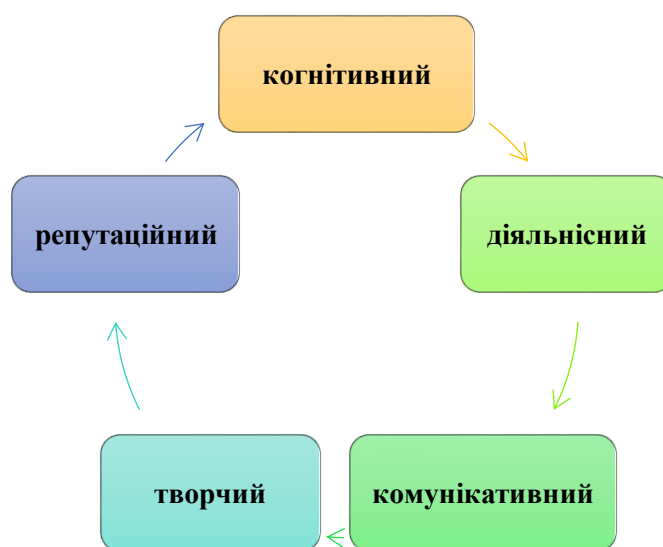 когнітивний
діяльнісний
комунікативний
творчий
репутаційний